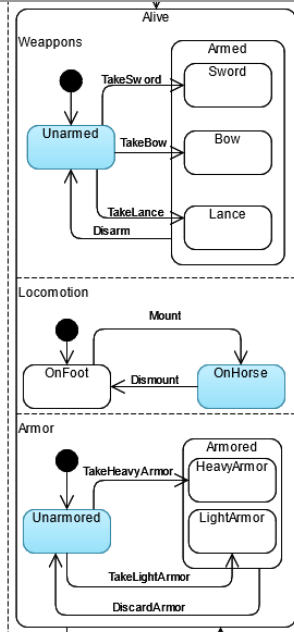 Alive
Weappons
Armed
Sword
TakeSword
Unarmed
TakeBow
Bow
TakeLance
Lance
Disarm
Locomotion
Mount
OnFoot
OnHorse
Dismount
Armor
Armored
TakeHeavyArmor
HeavyArmor
Unarmored
LightArmor
TakeLightArmor
DiscardArmor